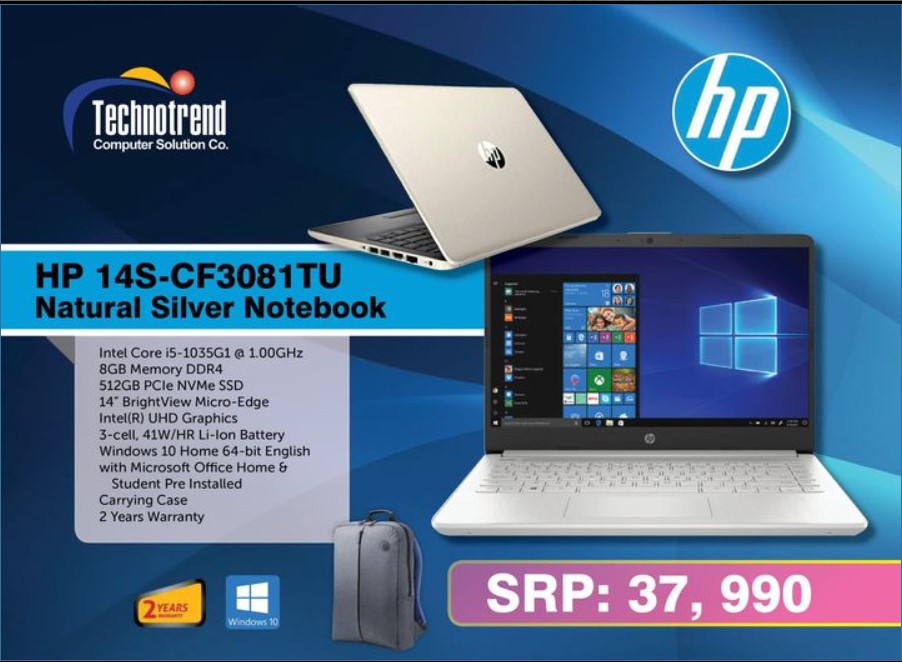 Technotrend
Computer Solution Co.
hp
hp
HP 14S-CF3081TU
Natural Silver Notebook
Intel Core i5-1035G1 @ 1.00GHz
8GB Memory DDR4
512GB PCIe NVMe SSD
14" BrightView Micro-Edge
Intel(R) UHD Graphics
3-cell, 41W/HR Li-Ion Battery
Windows 10 Home 64-bit English
with Microsoft Office Home &
Student Pre Installed
Carrying Case
2 Years Warranty
hp
2 YEARS
WARRANTY
Windows 10
SRP: 37, 990